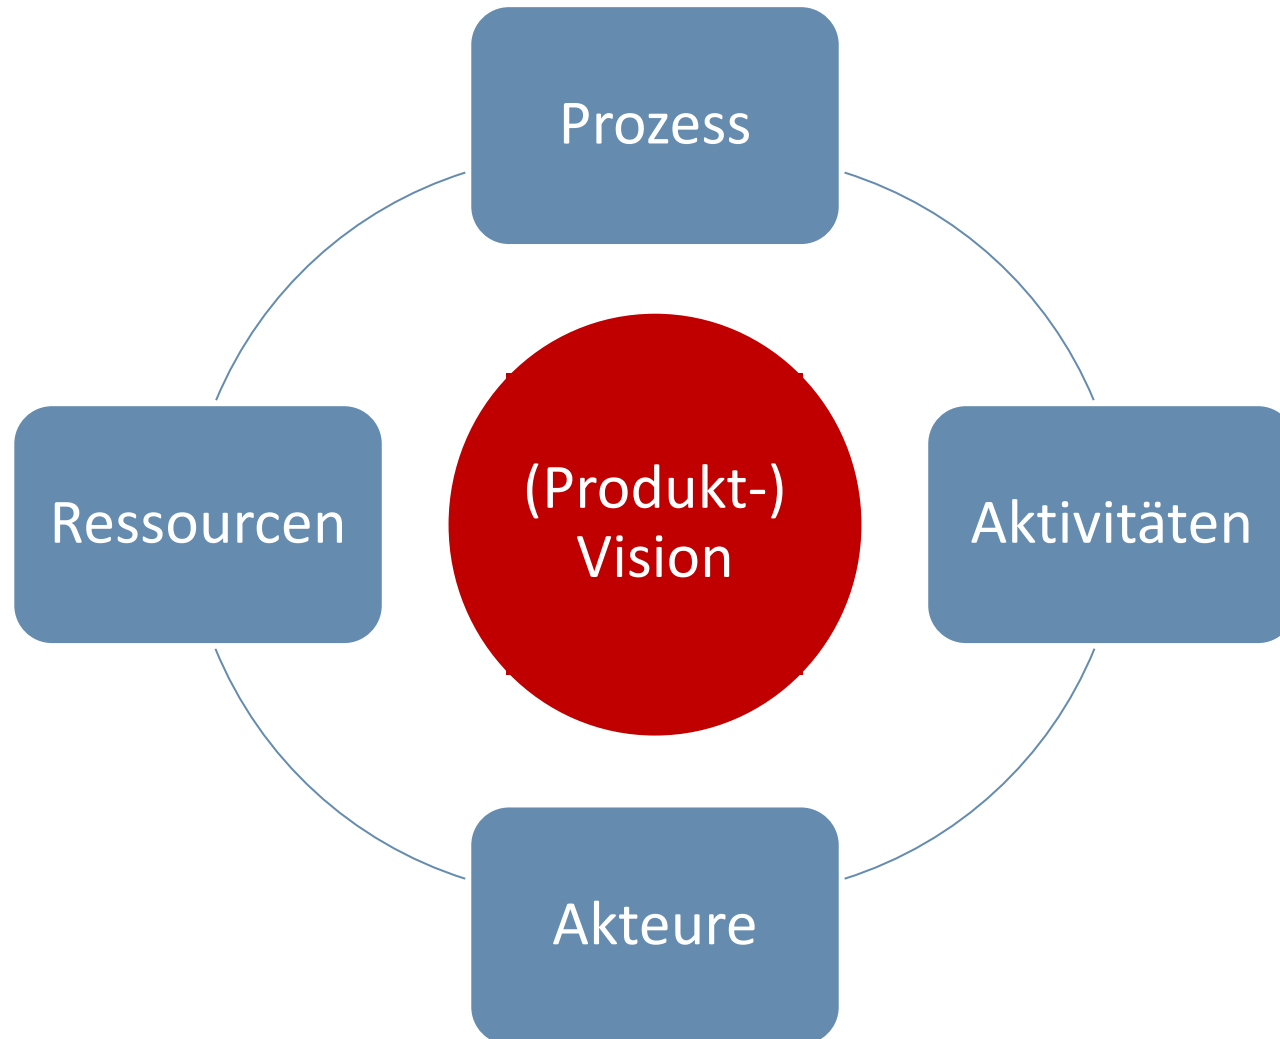 Prozess
Ressourcen
(Produkt-)
Vision
Aktivitäten
Akteure